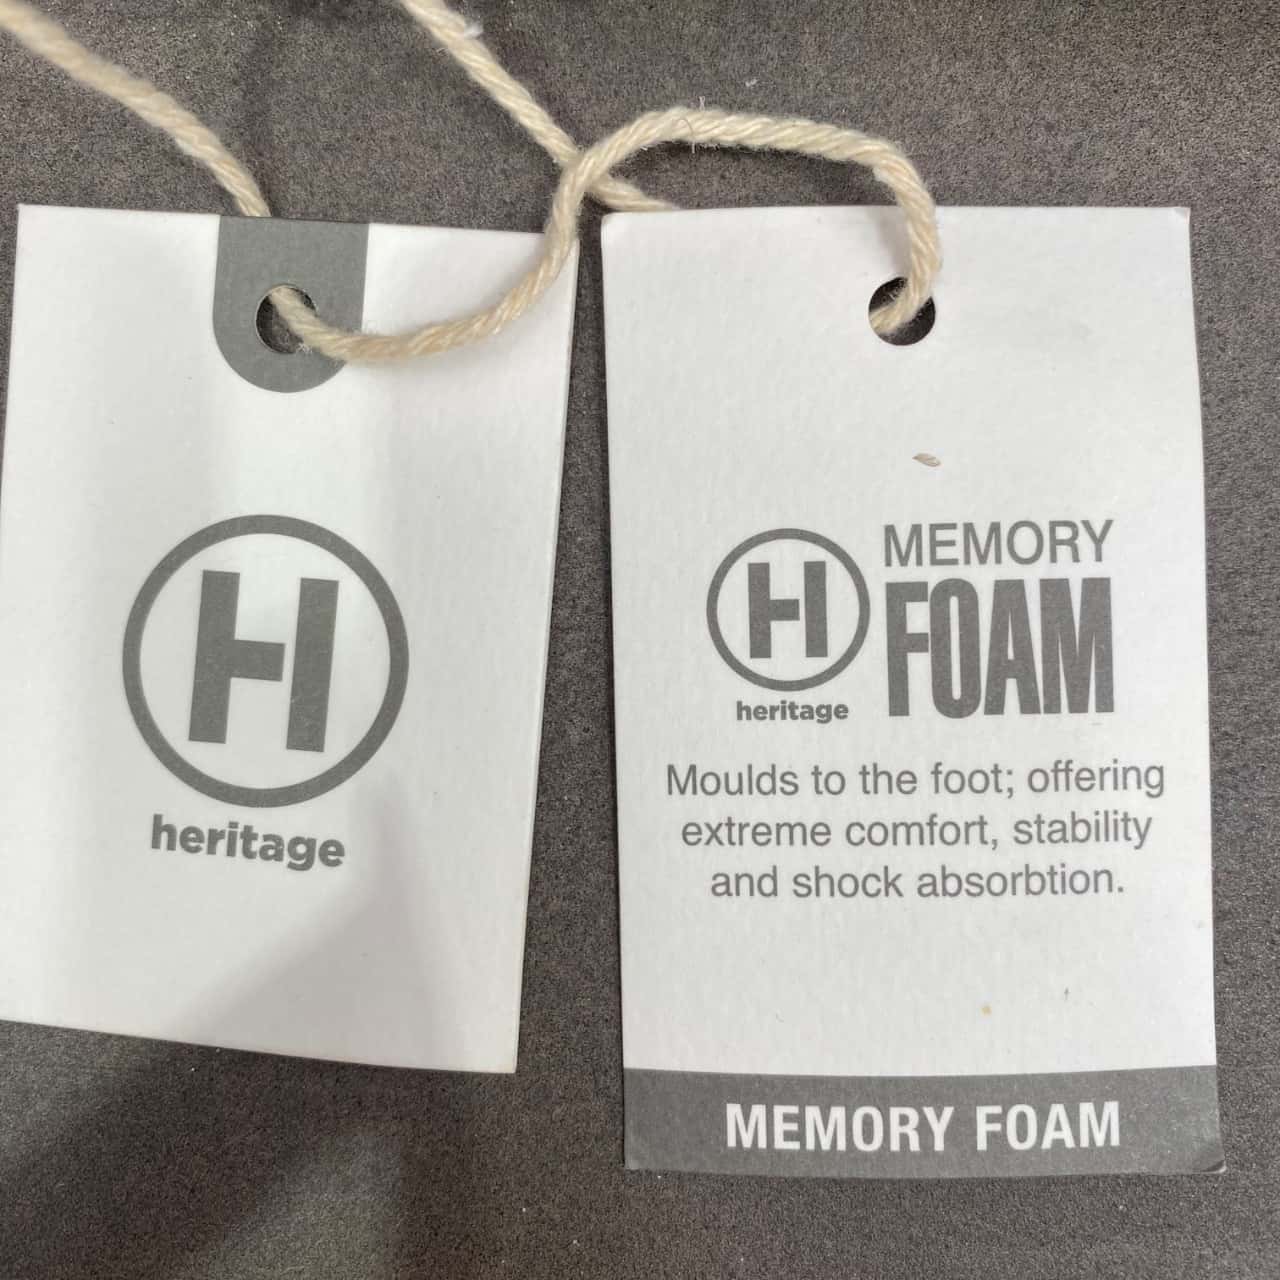 H
heritage
H
heritage
MEMORY
FOAM
Moulds to the foot; offering
extreme comfort, stability
and shock absorbtion.
MEMORY FOAM